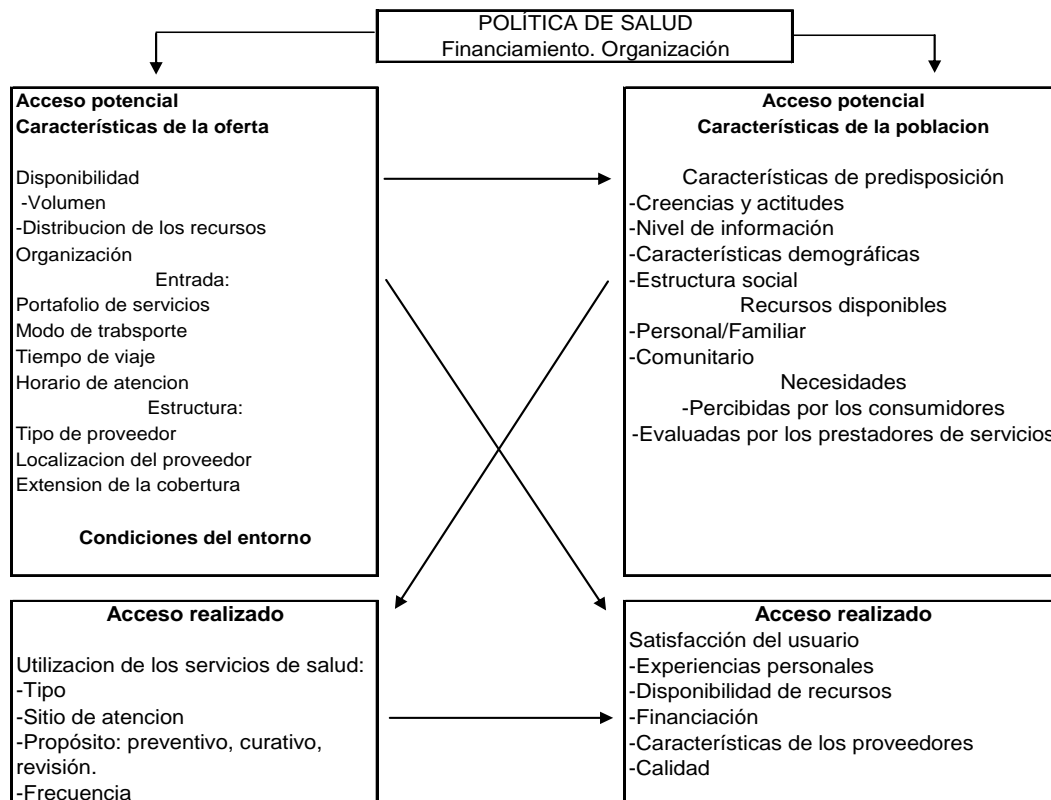 POLÍTICA DE SALUD
Financiamiento. Organización
Acceso potencial
Características de la oferta
Disponibilidad
-Volumen
-Distribucion de los recursos
Organización
Entrada:
Portafolio de servicios
Modo de trabsporte
Tiempo de viaje
Horario de atencion
Estructura:
Tipo de proveedor
Localizacion del proveedor
Extension de la cobertura
Condiciones del entorno
Acceso potencial
Características de la poblacion
Características de predisposición
-Creencias y actitudes
-Nivel de información
-Características demográficas
-Estructura social
Recursos disponibles
-Personal/Familiar
-Comunitario
Necesidades
-Percibidas por los consumidores
-Evaluadas por los prestadores de servicios
Acceso realizado
Utilizacion de los servicios de salud:
-Tipo
-Sitio de atencion
-Propósito: preventivo, curativo,
revisión.
-Frecuencia
Acceso realizado
Satisfacción del usuario
-Experiencias personales
-Disponibilidad de recursos
-Financiación
-Características de los proveedores
-Calidad